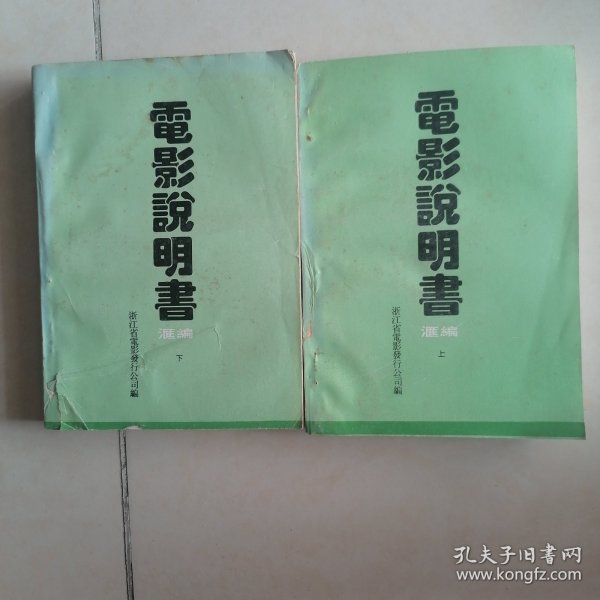 電影說明書
滙編
下
浙江省電影發行公司編
電影說明書
滙編
上
浙江省電影發行公司編
孔夫子旧书网
www.kongfz.com